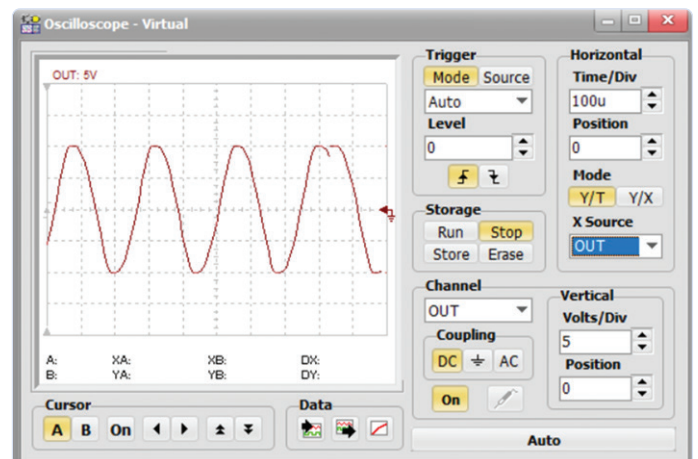 Oscilloscope - Virtual
OUT: 5V
A: XA: XB: DX:
B: YA: YB: DY:
Cursor
A B On
Data
Trigger
Mode Source
Auto
Level
0
Storage
Run Stop
Store Erase
Horizontal
Time/Div
100u
Position
0
Mode
Y/T Y/X
X Source
OUT
Channel
OUT
Coupling
DC AC
On
Vertical
Volts/Div
5
Position
0
Auto